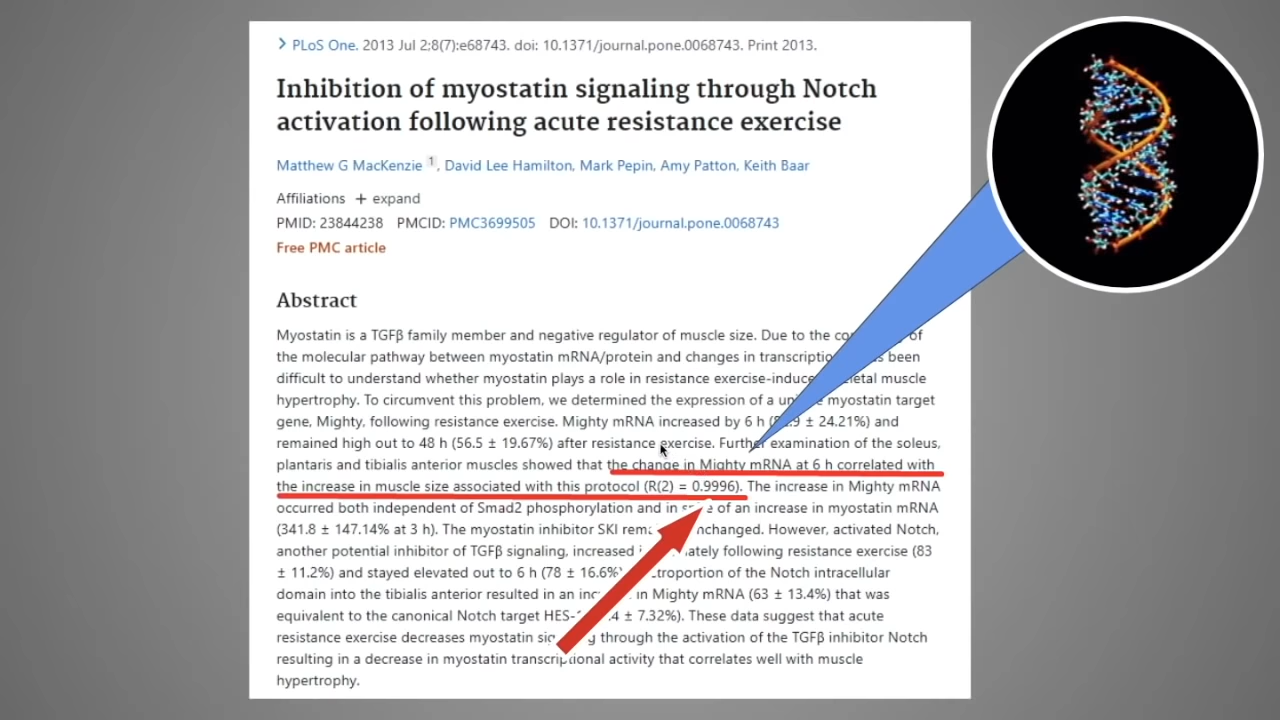 PLoS One. 2013 Jul 2;8(7):e68743. doi: 10.1371/journal.pone.0068743. Print 2013.
Inhibition of myostatin signaling through Notch
activation following acute resistance exercise
Matthew G MacKenzie 1, David Lee Hamilton, Mark Pepin, Amy Patton, Keith Baar
Affiliations + expand
PMID: 23844238 PMCID: PMC3699505 DOI: 10.1371/journal.pone.0068743
Free PMC article
Abstract
Myostatin is a TGFβ family member and negative regulator of muscle size. Due to the of
the molecular pathway between myostatin mRNA/protein and changes in been
difficult to understand whether myostatin plays a role in resistance muscle
hypertrophy. To circumvent this problem, we determined the expression of a myostatin target
gene, Mighty, following resistance exercise. Mighty mRNA increased by 6 h ± 24.21%) and
remained high out to 48 h (56.5 ± 19.67%) after resistance exercise. Further examination of the soleus,
plantaris and tibialis anterior muscles showed that the change in Mighty mRNA at 6 h correlated with
the increase in muscle size associated with this protocol (R(2) = 0.9996). The increase in Mighty mRNA
occurred both independent of Smad2 phosphorylation and in spite of an increase in myostatin mRNA
(341.8 ± 147.14% at 3 h). The myostatin inhibitor SKI unchanged. However, activated Notch,
another potential inhibitor of TGFβ signaling, increased following resistance exercise (83
± 11.2%) and stayed elevated out to 6 h (78 ± 16.6%). of the Notch intracellular
domain into the tibialis anterior resulted in an in Mighty mRNA (63 ± 13.4%) that was
equivalent to the canonical Notch target ± 7.32%). These data suggest that acute
resistance exercise decreases myostatin through the activation of the TGFβ inhibitor Notch
resulting in a decrease in myostatin transcriptional activity that correlates well with muscle
hypertrophy.